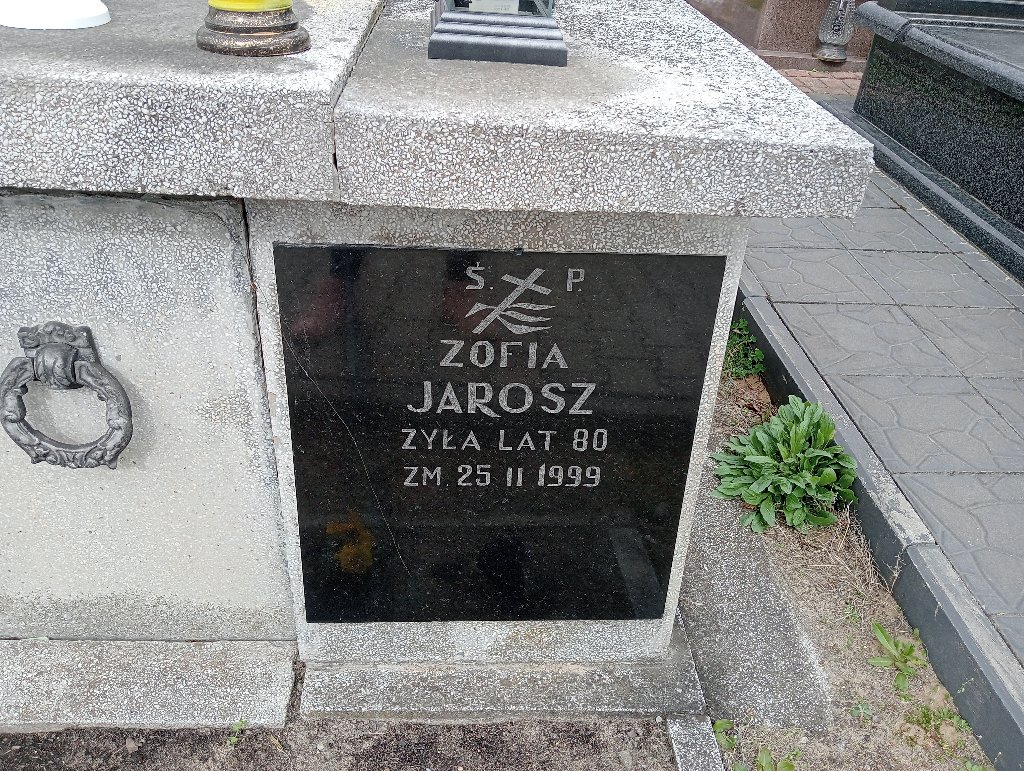 Ś. P.
ZOFIA
JAROSZ
ŻYŁA LAT 80
ZM 25 II 1999